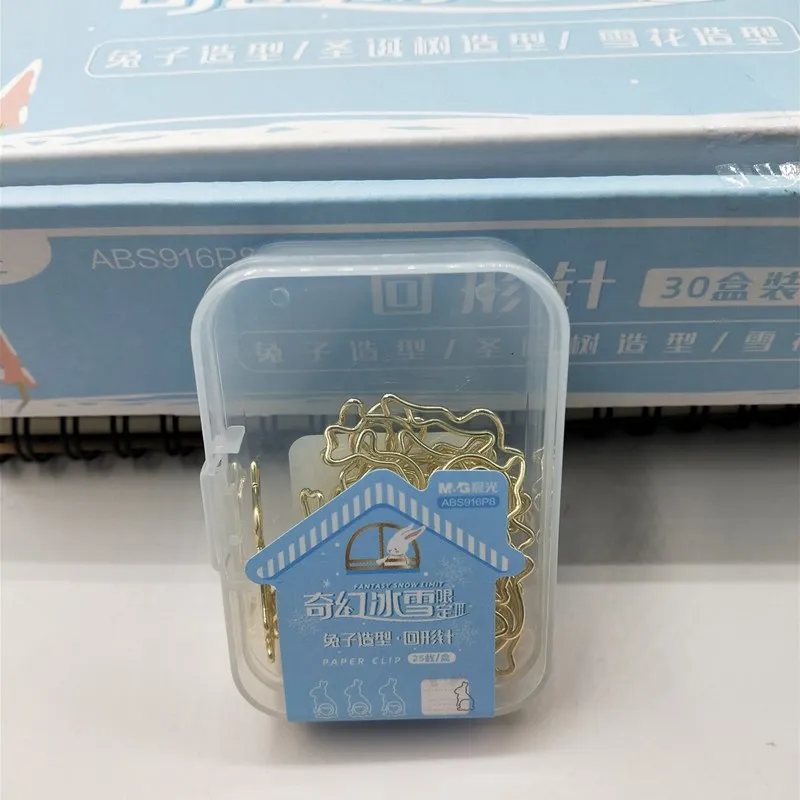 兔子造型/圣诞树造型/雪花造型
ABS916P8
回形针
30盒装
兔子造型/圣 树造型/雪花
M&G晨光
ABS916P8
FANTASY SNOW LIMIT
奇幻冰雪限定
兔子造型·回形针
PAPER CLIP 25枚/盒